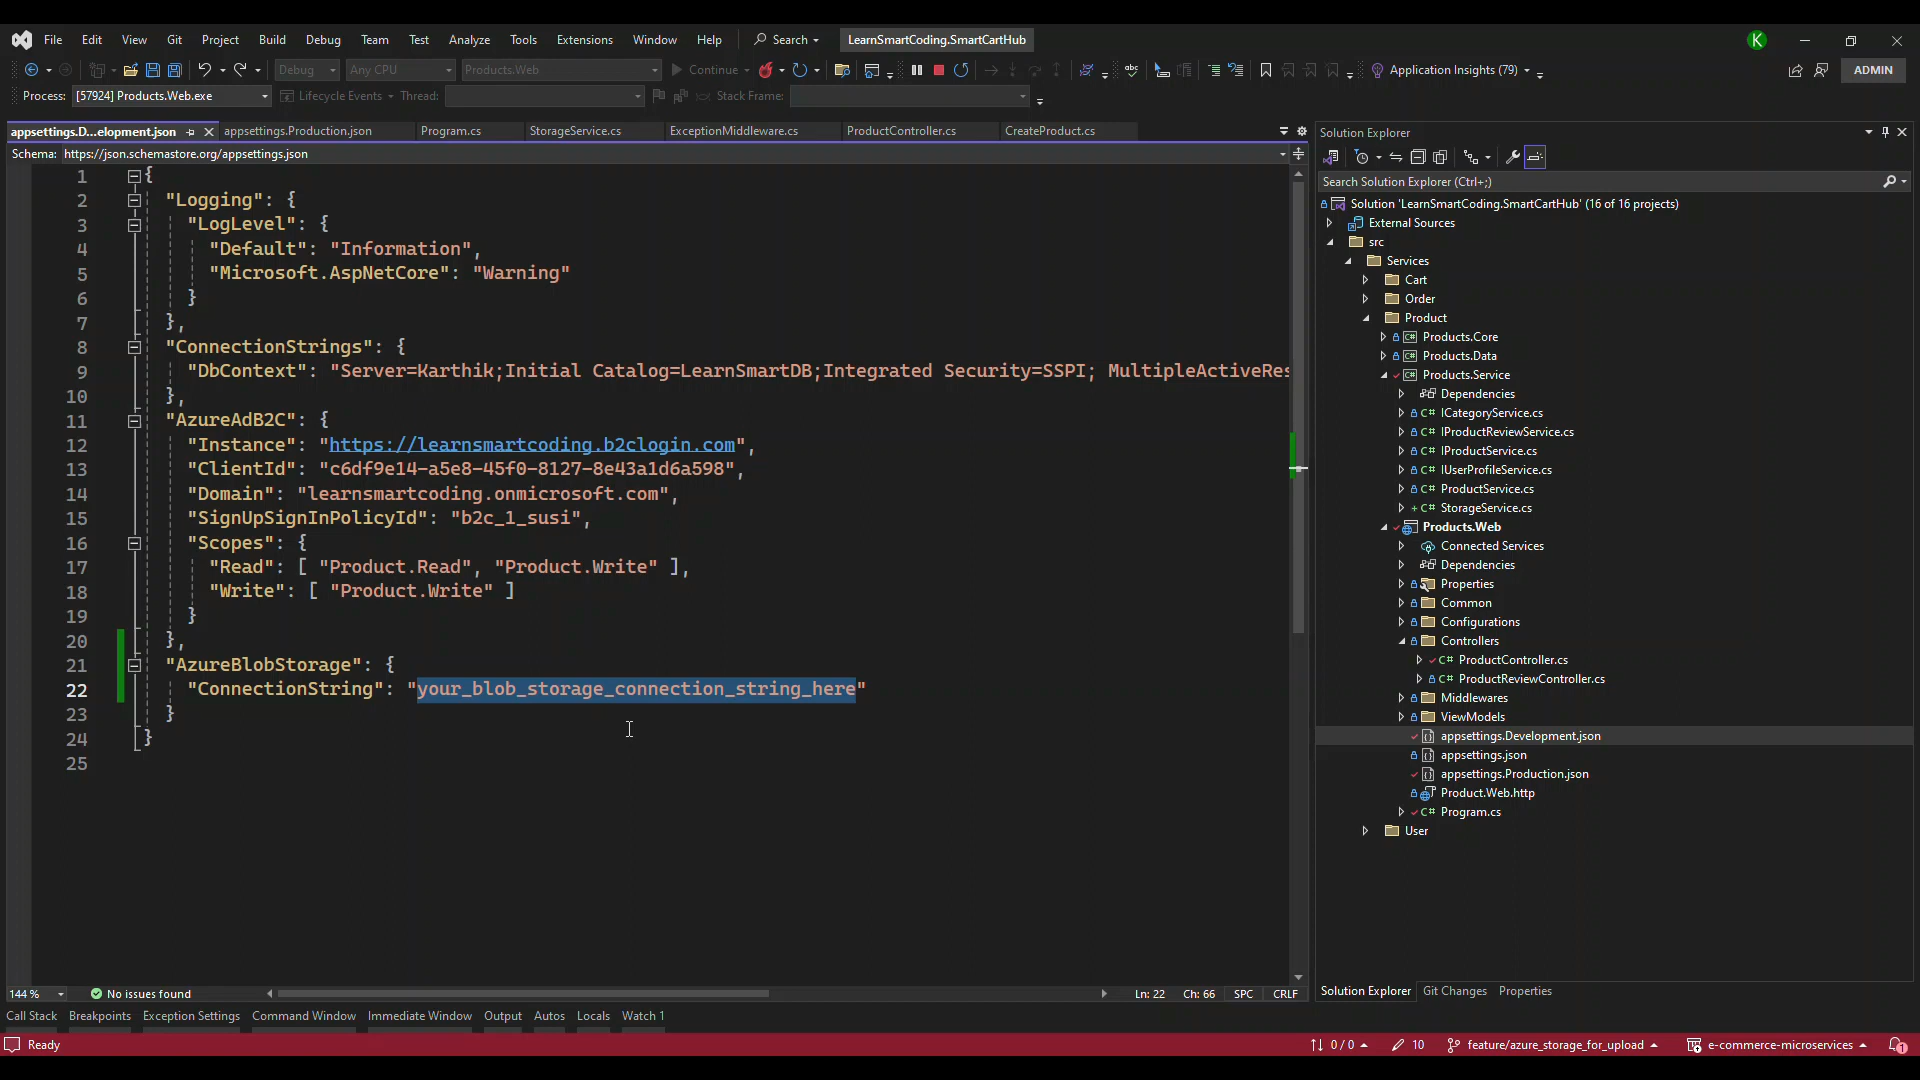 File Edit View Git Project Build Debug Team Test Analyze Tools Extensions Window Help Search LearnSmartCoding.SmartCartHub K
Debug Any CPU Products.Web Continue Application Insights (79) ADMIN
Process: [57924] Products.Web.exe Lifecycle Events Thread: Stack Frame:
appsettings.D...elopment.json appsettings.Production.json Program.cs StorageService.cs ExceptionMiddleware.cs ProductController.cs CreateProduct.cs
Schema: https://json.schemastore.org/appsettings.json
1 {
2 "Logging": {
3 "LogLevel": {
4 "Default": "Information",
5 "Microsoft.AspNetCore": "Warning"
6 }
7 },
8 "ConnectionStrings": {
9 "DbContext": "Server=Karthik;Initial Catalog=LearnSmartDB;Integrated Security=SSPI; MultipleActiveRes
10 },
11 "AzureAdB2C": {
12 "Instance": "https://learnsmartcoding.b2clogin.com",
13 "ClientId": "c6df9e14-a5e8-45f0-8127-8e43a1d6a598",
14 "Domain": "learnsmartcoding.onmicrosoft.com",
15 "SignUpSignInPolicyId": "b2c_1_susi",
16 "Scopes": {
17 "Read": [ "Product.Read", "Product.Write" ],
18 "Write": [ "Product.Write" ]
19 }
20 },
21 "AzureBlobStorage": {
22 "ConnectionString": "your_blob_storage_connection_string_here"
23 }
24 }
25
144 % No issues found Ln: 22 Ch: 66 SPC CRLF
Solution Explorer
Search Solution Explorer (Ctrl+;)
Solution 'LearnSmartCoding.SmartCartHub' (16 of 16 projects)
External Sources
src
Services
Cart
Order
Product
C# Products.Core
C# Products.Data
C# Products.Service
Dependencies
C# ICategoryService.cs
C# IProductReviewService.cs
C# IProductService.cs
C# IUserProfileService.cs
C# ProductService.cs
+ C# StorageService.cs
Products.Web
Connected Services
Dependencies
Properties
Common
Configurations
Controllers
C# ProductController.cs
C# ProductReviewController.cs
Middlewares
ViewModels
appsettings.Development.json
appsettings.json
appsettings.Production.json
Product.Web.http
C# Program.cs
User
Solution Explorer Git Changes Properties
Call Stack Breakpoints Exception Settings Command Window Immediate Window Output Autos Locals Watch 1
Ready 0 / 0 10 feature/azure_storage_for_upload e-commerce-microservices 1